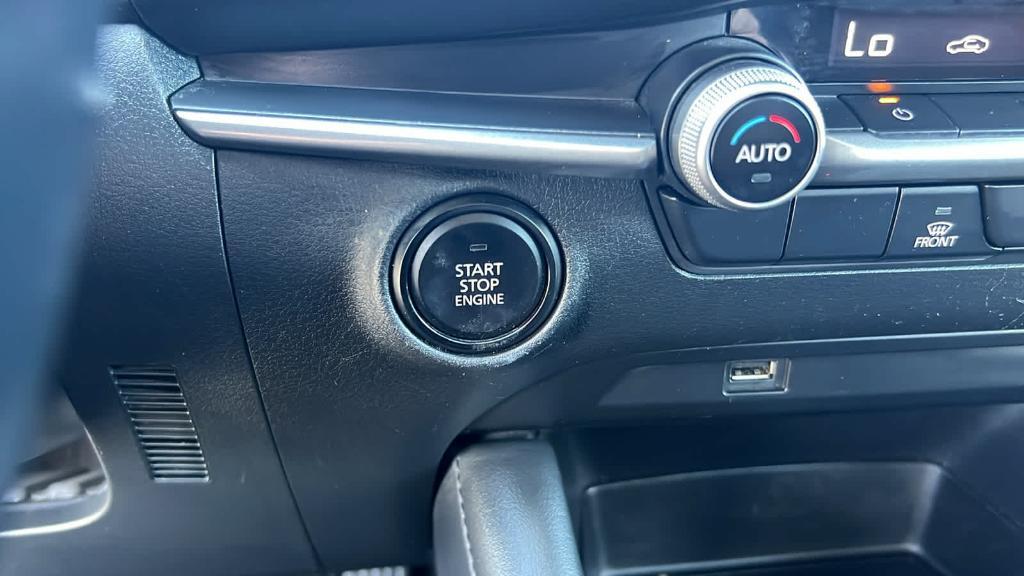 Lo
AUTO
FRONT
START
STOP
ENGINE